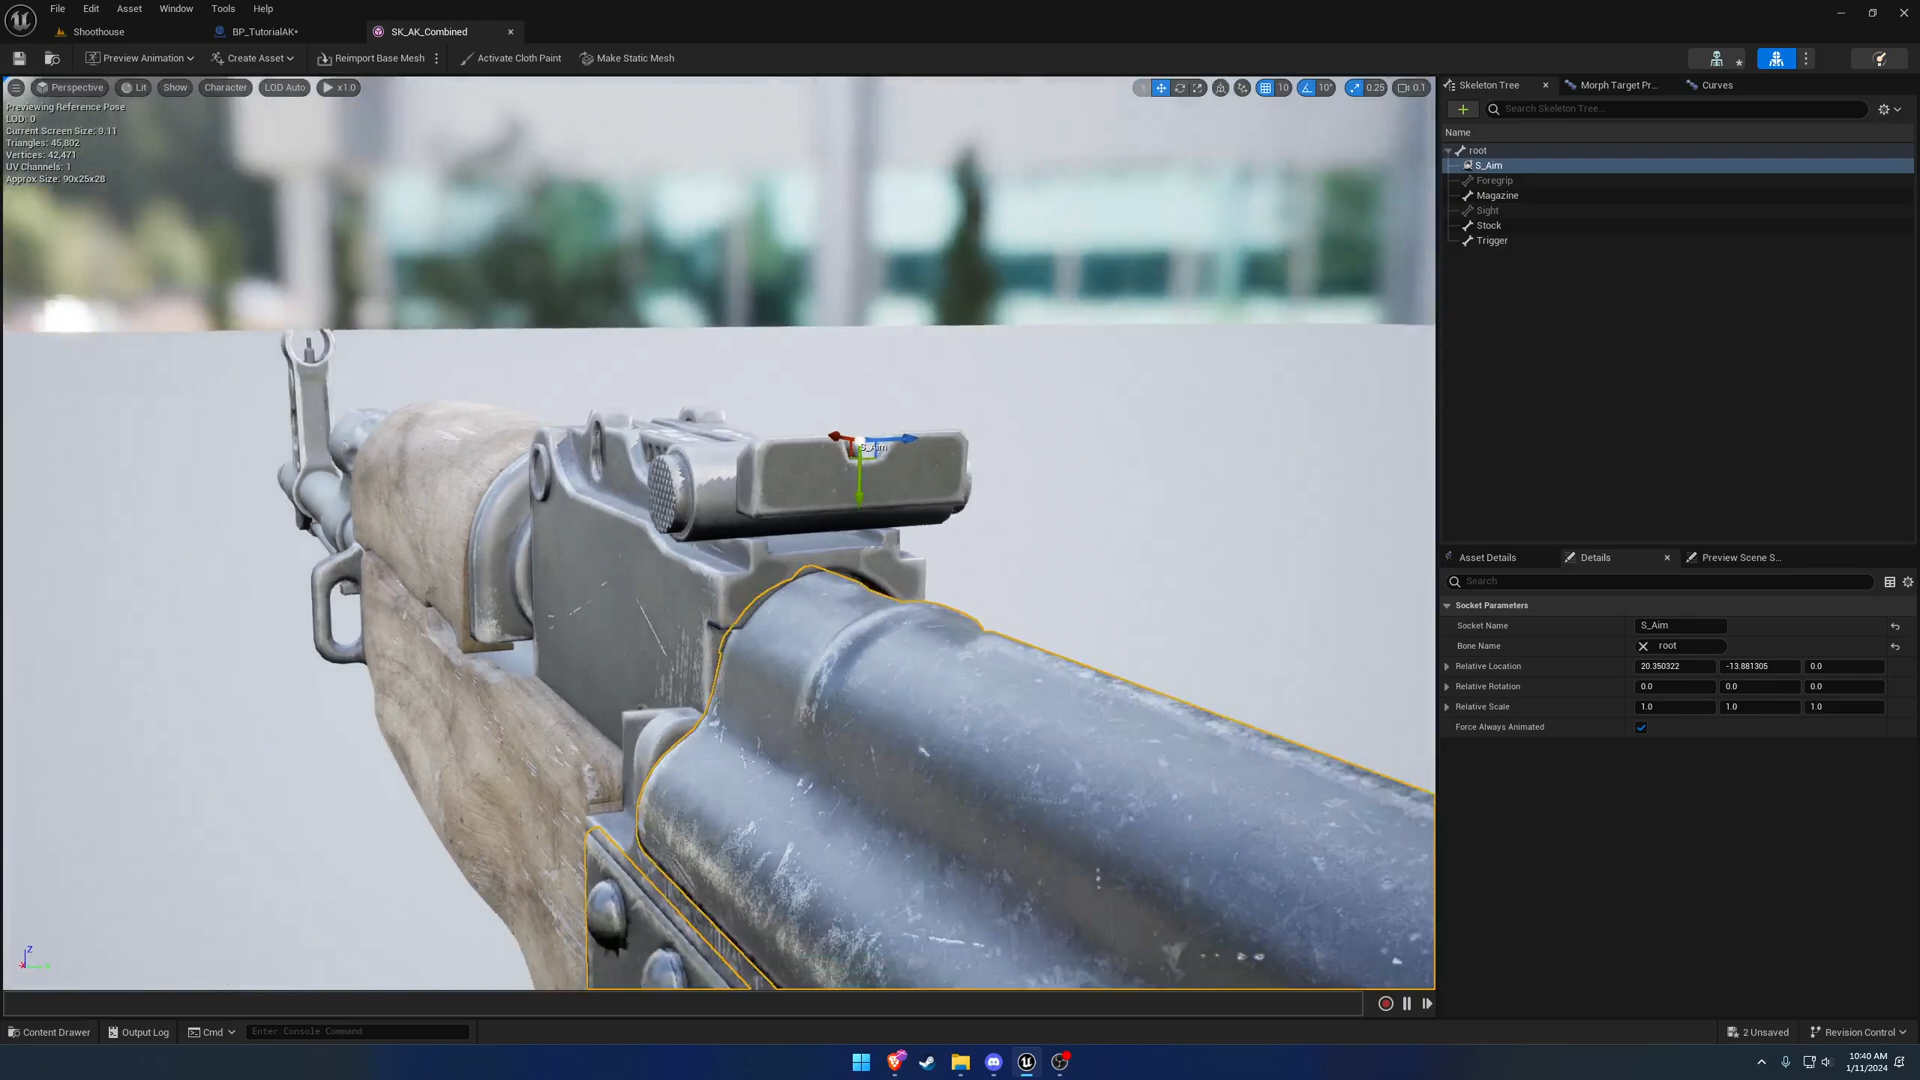 File
Edit
Asset
Window
Tools
Help
Shoothouse
BP_TutorialAK*
SK_AK_Combined
Preview Animation
Create Asset
Reimport Base Mesh
Activate Cloth Paint
Make Static Mesh
Perspective
Lit
Show
Character
LOD Auto
x1.0
10
10°
0.25
0.1
Previewing Reference Pose
LOD: 0
Current Screen Size: 9.11
Triangles: 45,802
Vertices: 42,471
UV Channels: 1
Approx Size: 90x25x28
S_Aim
Z
Skeleton Tree
Morph Target Pr...
Curves
Search Skeleton Tree...
Name
root
S_Aim
Foregrip
Magazine
Sight
Stock
Trigger
Asset Details
Details
Preview Scene S...
Search
Socket Parameters
Socket Name S_Aim
Bone Name root
Relative Location 20.350322 -13.881305 0.0
Relative Rotation 0.0 0.0 0.0
Relative Scale 1.0 1.0 1.0
Force Always Animated
Content Drawer
Output Log
Cmd
Enter Console Command
2 Unsaved
Revision Control
10:40 AM
1/11/2024